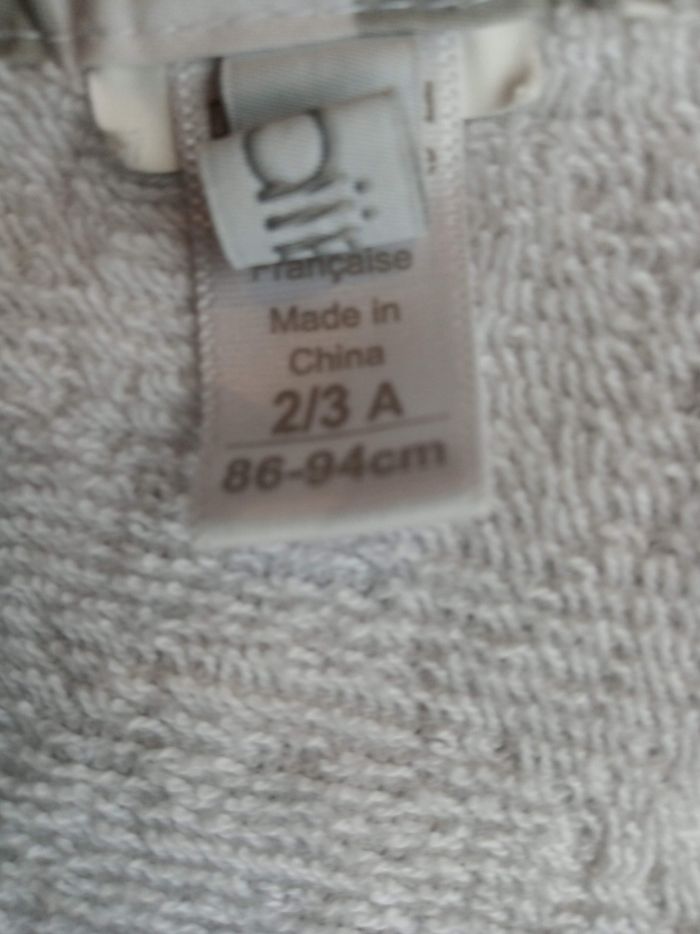 Française
Made in
China
2/3 A
86-94cm